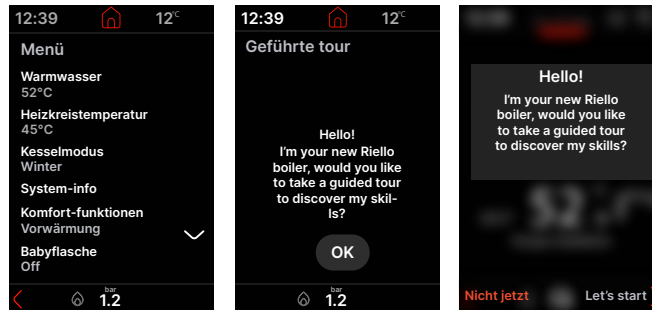 12:39
12°C
Menü
Warmwasser
52°C
Heizkreistemperatur
45°C
Kesselmodus
Winter
System-info
Komfort-funktionen
Vorwärmung
Babyflasche
Off
bar
1.2
12:39
12°C
Geführte tour
Hello!
I'm your new Riello
boiler, would you like
to take a guided tour
to discover my skil-
ls?
OK
bar
1.2
Hello!
I'm your new Riello
boiler, would you like
to take a guided tour
to discover my skills?
Nicht jetzt
Let's start